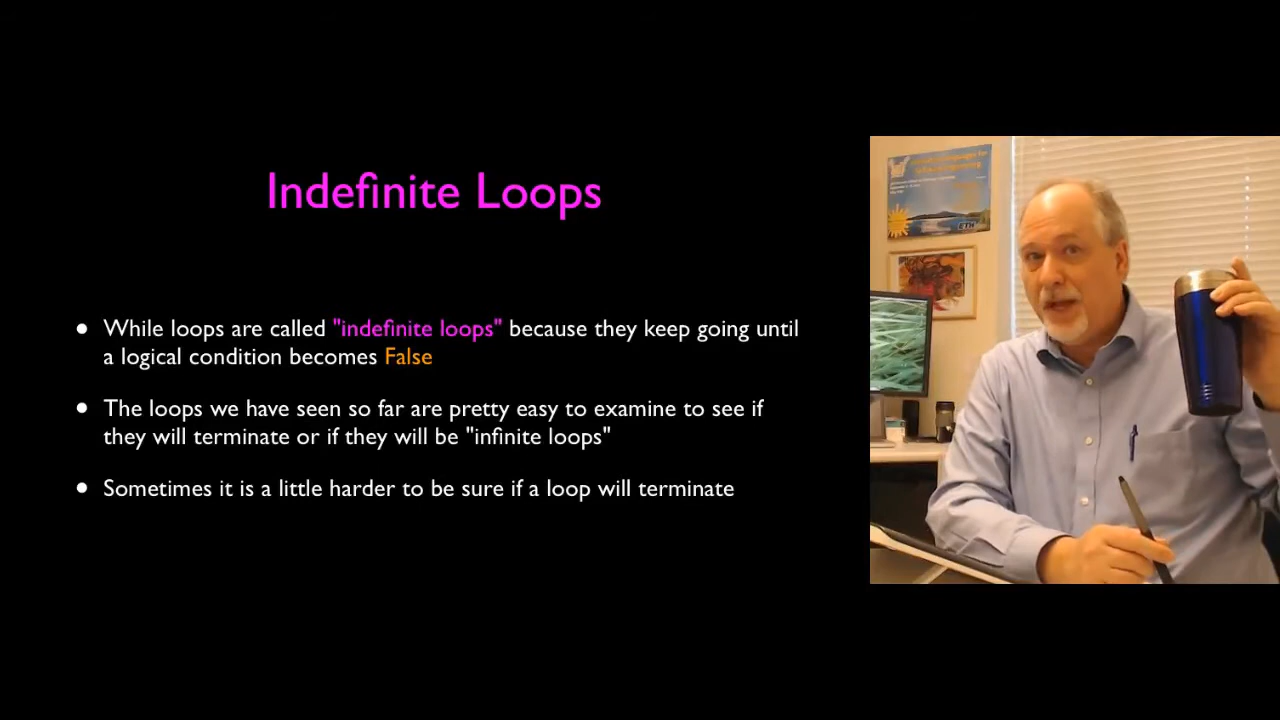 Indefinite Loops
● While loops are called "indefinite loops" because they keep going until
a logical condition becomes False
● The loops we have seen so far are pretty easy to examine to see if
they will terminate or if they will be "infinite loops"
● Sometimes it is a little harder to be sure if a loop will terminate
ETH